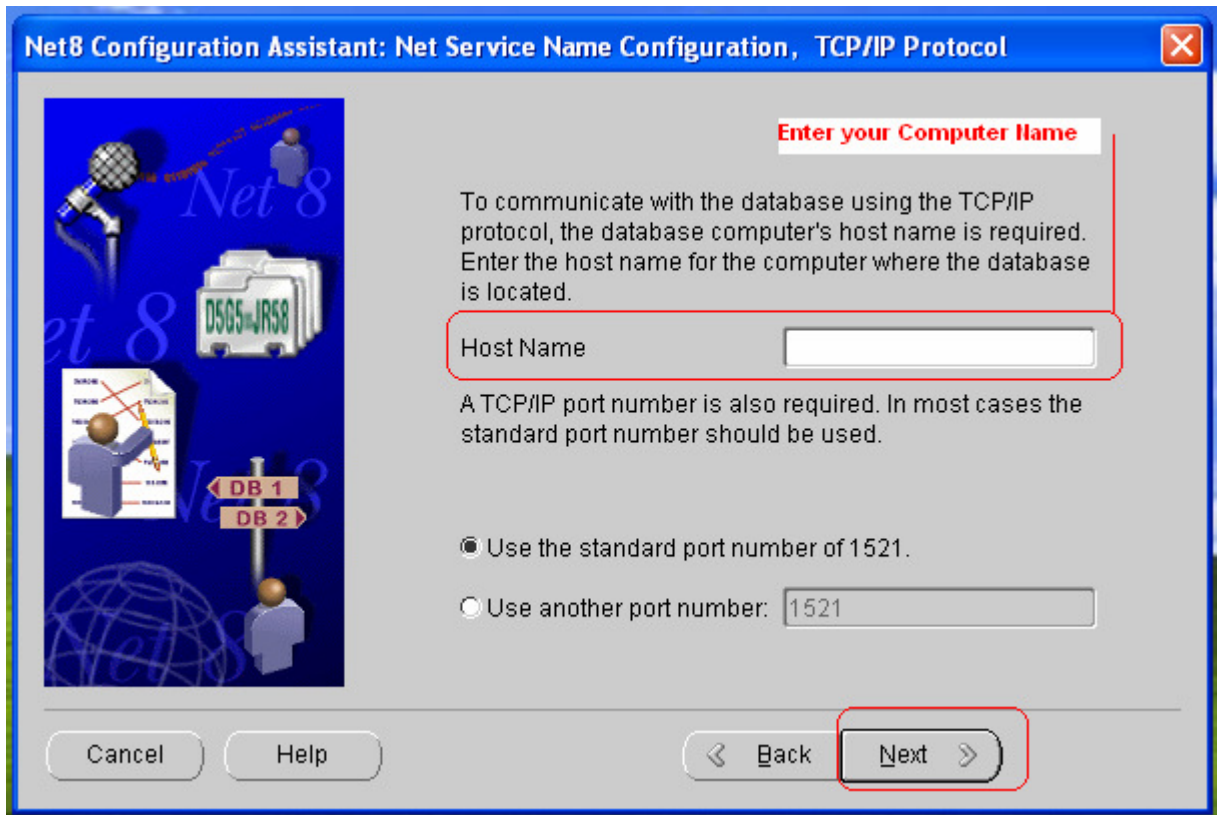 Net8 Configuration Assistant: Net Service Name Configuration, TCP/IP Protocol
Enter your Computer Name
Net 8
To communicate with the database using the TCP/IP
protocol, the database computer's host name is required.
Enter the host name for the computer where the database
is located.
D5G5
JR58
et 8
Host Name
A TCP/IP port number is also required. In most cases the
standard port number should be used.
Net 8
DB 1
DB 2
Use the standard port number of 1521.
Use another port number: 1521
Net 8
Cancel
Help
Back
Next